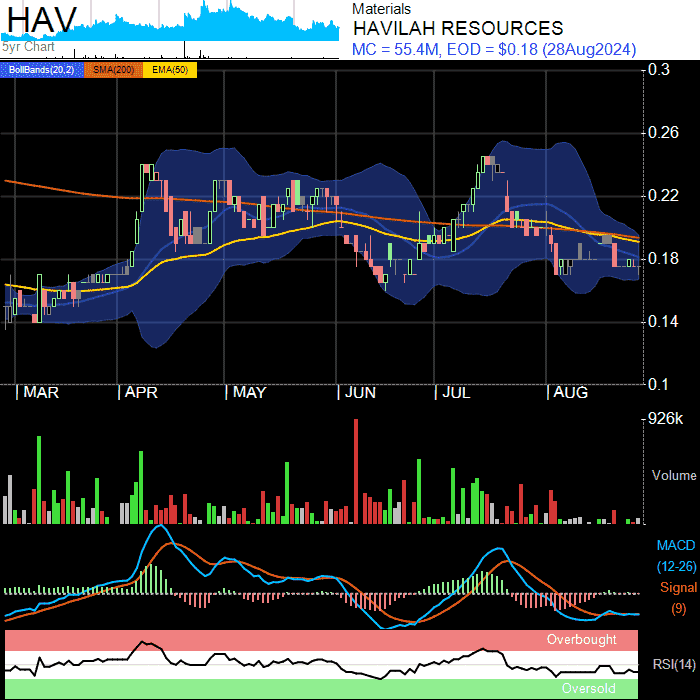 HAV
5yr Chart
Materials
HAVILAH RESOURCES
MC = 55.4M, EOD = $0.18 (28Aug2024)
BollBands(20,2) SMA(200) EMA(50)
0.3
0.26
0.22
0.18
0.14
0.1
| MAR | APR | MAY | JUN | JUL | AUG
926k
Volume
MACD
(12-26)
Signal
(9)
Overbought
RSI(14)
Oversold